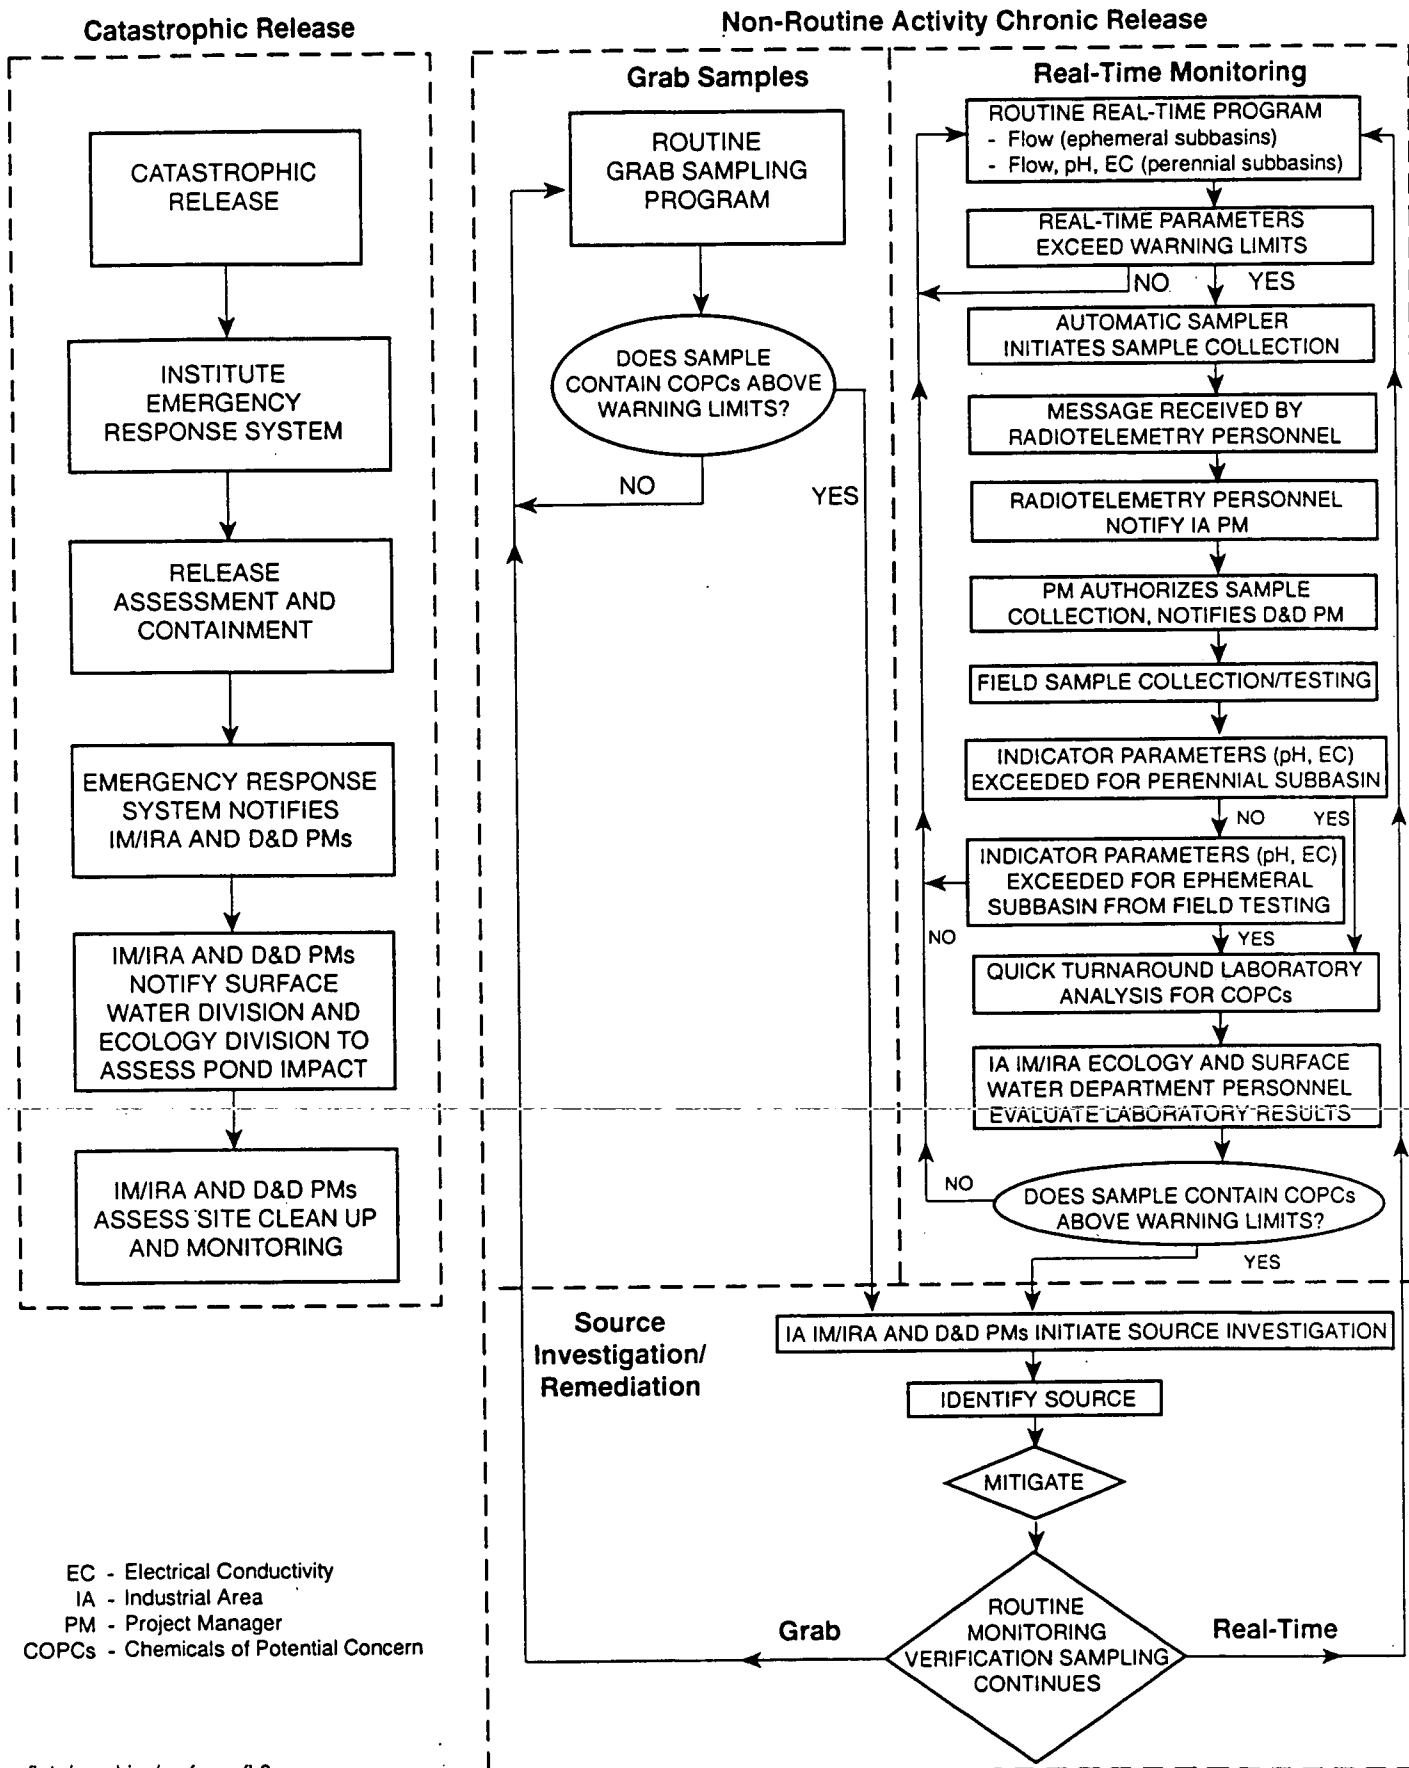 Catastrophic Release
CATASTROPHIC
RELEASE
INSTITUTE
EMERGENCY
RESPONSE SYSTEM
RELEASE
ASSESSMENT AND
CONTAINMENT
EMERGENCY RESPONSE
SYSTEM NOTIFIES
IM/IRA AND D&D PMs
IM/IRA AND D&D PMs
NOTIFY SURFACE
WATER DIVISION AND
ECOLOGY DIVISION TO
ASSESS POND IMPACT
IM/IRA AND D&D PMs
ASSESS SITE CLEAN UP
AND MONITORING
Non-Routine Activity Chronic Release
Grab Samples
ROUTINE
GRAB SAMPLING
PROGRAM
DOES SAMPLE
CONTAIN COPCs ABOVE
WARNING LIMITS?
NO
YES
Real-Time Monitoring
ROUTINE REAL-TIME PROGRAM
- Flow (ephemeral subbasins)
- Flow, pH, EC (perennial subbasins)
REAL-TIME PARAMETERS
EXCEED WARNING LIMITS
NO YES
AUTOMATIC SAMPLER
INITIATES SAMPLE COLLECTION
MESSAGE RECEIVED BY
RADIOTELEMETRY PERSONNEL
RADIOTELEMETRY PERSONNEL
NOTIFY IA PM
PM AUTHORIZES SAMPLE
COLLECTION, NOTIFIES D&D PM
FIELD SAMPLE COLLECTION/TESTING
INDICATOR PARAMETERS (pH, EC)
EXCEEDED FOR PERENNIAL SUBBASIN
NO YES
INDICATOR PARAMETERS (pH, EC)
EXCEEDED FOR EPHEMERAL
SUBBASIN FROM FIELD TESTING
NO YES
QUICK TURNAROUND LABORATORY
ANALYSIS FOR COPCs
IA IM/IRA ECOLOGY AND SURFACE
WATER DEPARTMENT PERSONNEL
EVALUATE LABORATORY RESULTS
NO
DOES SAMPLE CONTAIN COPCs
ABOVE WARNING LIMITS?
YES
Source
Investigation/
Remediation
IA IM/IRA AND D&D PMs INITIATE SOURCE INVESTIGATION
IDENTIFY SOURCE
MITIGATE
ROUTINE
MONITORING
VERIFICATION SAMPLING
CONTINUES
Grab
Real-Time
EC - Electrical Conductivity
IA - Industrial Area
PM - Project Manager
COPCs - Chemicals of Potential Concern